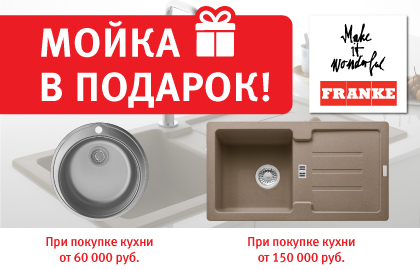 МОЙКА
В ПОДАРОК!
Make
it
wonderful
FRANKE
При покупке кухни
от 60 000 руб.
При покупке кухни
от 150 000 руб.